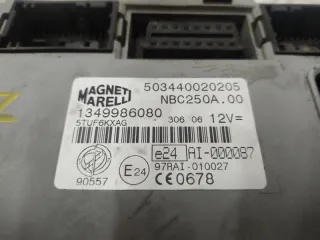 MAGNETI
MARELLI
503440020205
NBC250A.00
1349986080
5TUF6KXAG
306 06 12V=
e24 AI-000087
E24 97RAI-010027
90557
CE0678